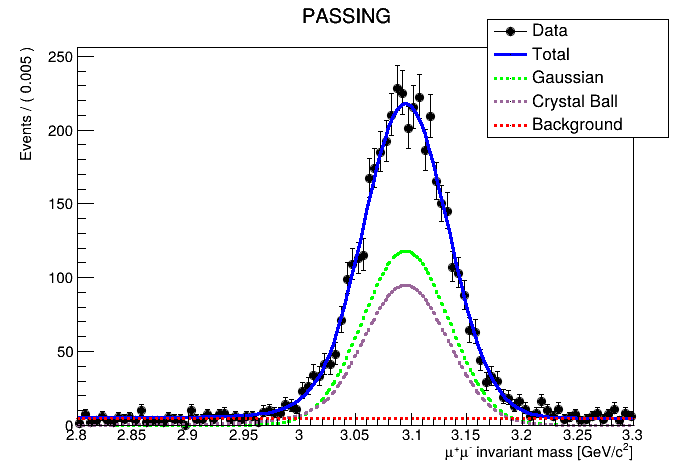 PASSING
Data
Total
Gaussian
Crystal Ball
Background
Events / ( 0.005 )
250
200
150
100
50
0
2.8 2.85 2.9 2.95 3 3.05 3.1 3.15 3.2 3.25 3.3
μ⁺μ⁻ invariant mass [GeV/c²]